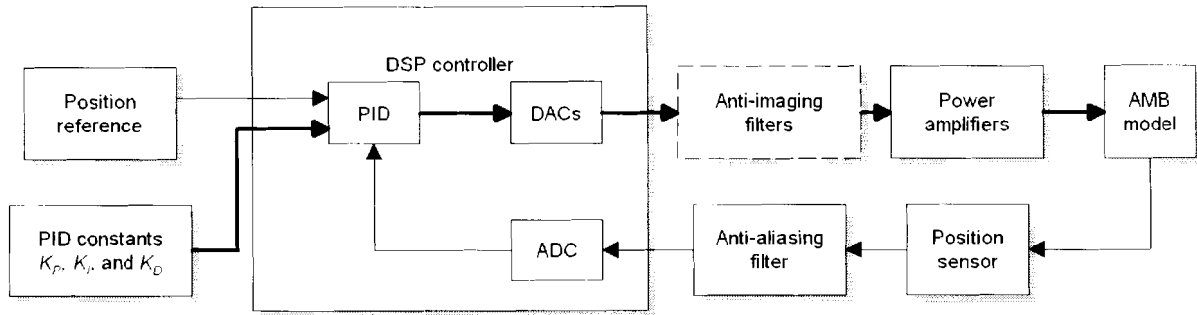 DSP controller
Position
reference
PID
DACs
Anti-imaging
filters
Power
amplifiers
AMB
model
PID constants
K_P, K_I, and K_D
ADC
Anti-aliasing
filter
Position
sensor